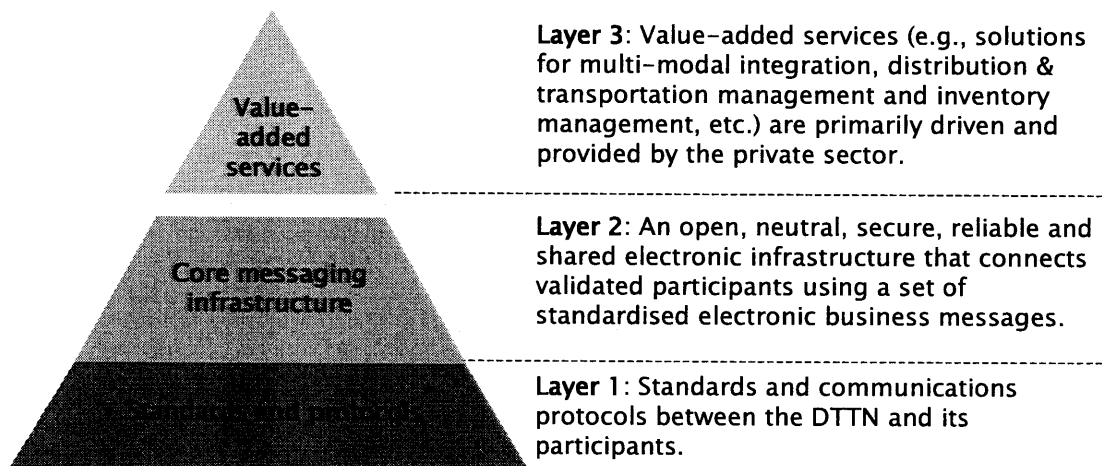 Value-
added
services
Core messaging
infrastructure
Standards and protocols
Layer 3: Value-added services (e.g., solutions
for multi-modal integration, distribution &
transportation management and inventory
management, etc.) are primarily driven and
provided by the private sector.
Layer 2: An open, neutral, secure, reliable and
shared electronic infrastructure that connects
validated participants using a set of
standardised electronic business messages.
Layer 1: Standards and communications
protocols between the DTTN and its
participants.